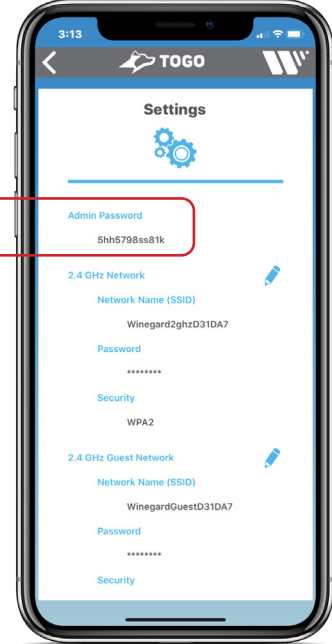 3:13
TOGO
Settings
Admin Password
5hh5798ss81k
2.4 GHz Network
Network Name (SSID)
Winegard2ghzD31DA7
Password
********
Security
WPA2
2.4 GHz Guest Network
Network Name (SSID)
WinegardGuestD31DA7
Password
********
Security